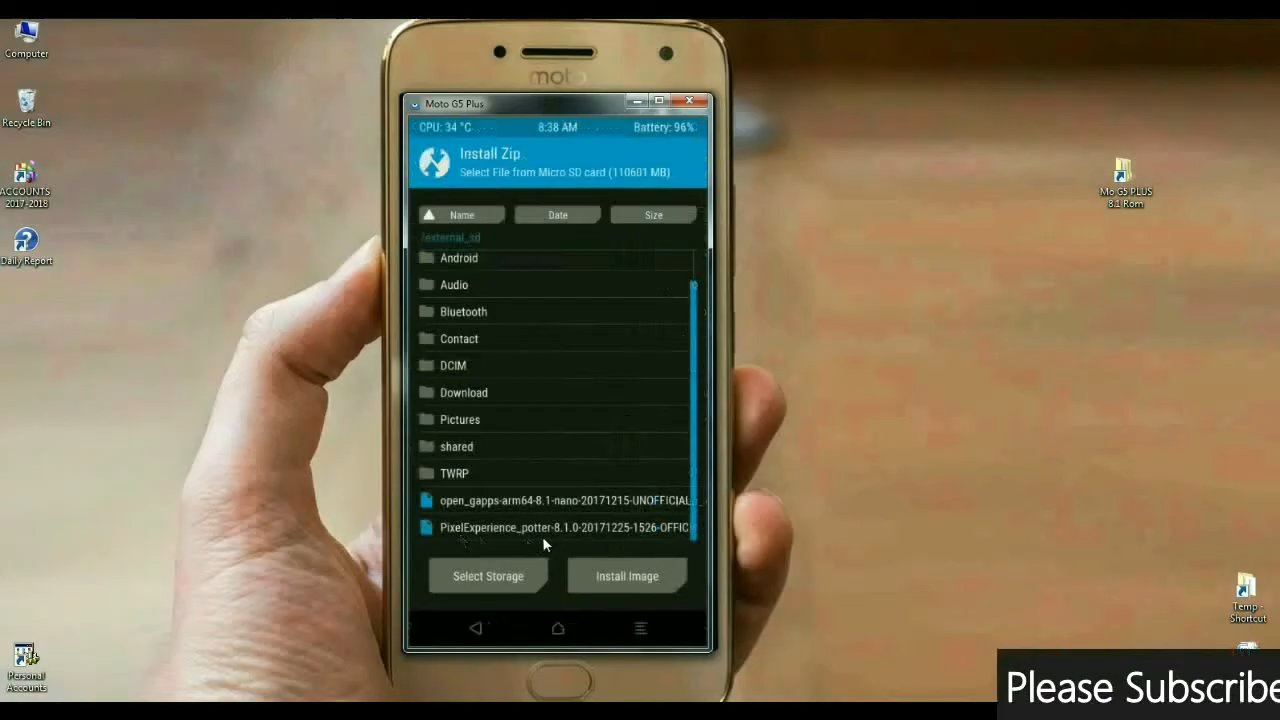 Computer
Recycle Bin
ACCOUNTS
2017-2018
Daily Report
Personal
Accounts
moto
Moto G5 Plus
CPU: 34 °C
8:38 AM
Battery: 96%
Install Zip
Select File from Micro SD card (110601 MB)
Name
Date
Size
/external_sd
Android
Audio
Bluetooth
Contact
DCIM
Download
Pictures
shared
TWRP
open_gapps-arm64-8.1-nano-20171215-UNOFFICIAL
PixelExperience_potter-8.1.0-20171225-1526-OFFIC
Select Storage
Install Image
Mo G5 PLUS
8.1 Rom
Temp -
Shortcut
Please Subscribe